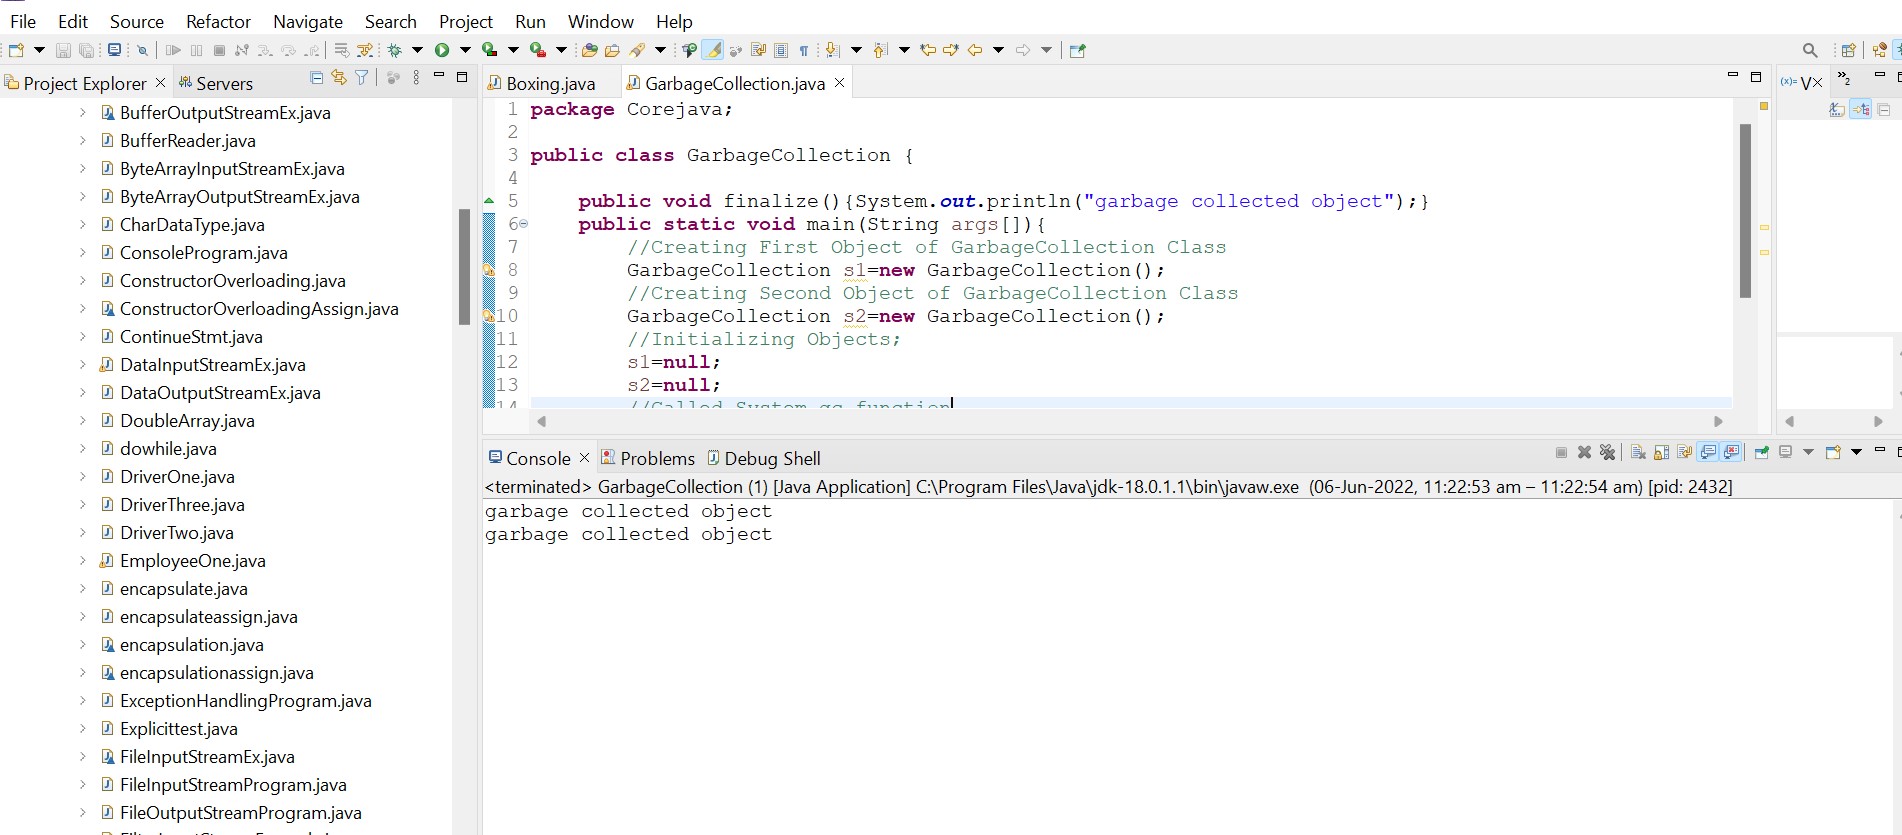 File Edit Source Refactor Navigate Search Project Run Window Help
Project Explorer Servers
BufferOutputStreamEx.java
BufferReader.java
ByteArrayInputStreamEx.java
ByteArrayOutputStreamEx.java
CharDataType.java
ConsoleProgram.java
ConstructorOverloading.java
ConstructorOverloadingAssign.java
ContinueStmt.java
DataInputStreamEx.java
DataOutputStreamEx.java
DoubleArray.java
dowhile.java
DriverOne.java
DriverThree.java
DriverTwo.java
EmployeeOne.java
encapsulate.java
encapsulateassign.java
encapsulation.java
encapsulationassign.java
ExceptionHandlingProgram.java
Explicittest.java
FileInputStreamEx.java
FileInputStreamProgram.java
FileOutputStreamProgram.java
Boxing.java GarbageCollection.java
1 package Corejava;
2
3 public class GarbageCollection {
4
5 public void finalize(){System.out.println("garbage collected object");}
6 public static void main(String args[]){
7 //Creating First Object of GarbageCollection Class
8 GarbageCollection s1=new GarbageCollection();
9 //Creating Second Object of GarbageCollection Class
10 GarbageCollection s2=new GarbageCollection();
11 //Initializing Objects;
12 s1=null;
13 s2=null;
14 //Called System.gc function
(x)= V 2
Console Problems Debug Shell
<terminated> GarbageCollection (1) [Java Application] C:\Program Files\Java\jdk-18.0.1.1\bin\javaw.exe (06-Jun-2022, 11:22:53 am – 11:22:54 am) [pid: 2432]
garbage collected object
garbage collected object